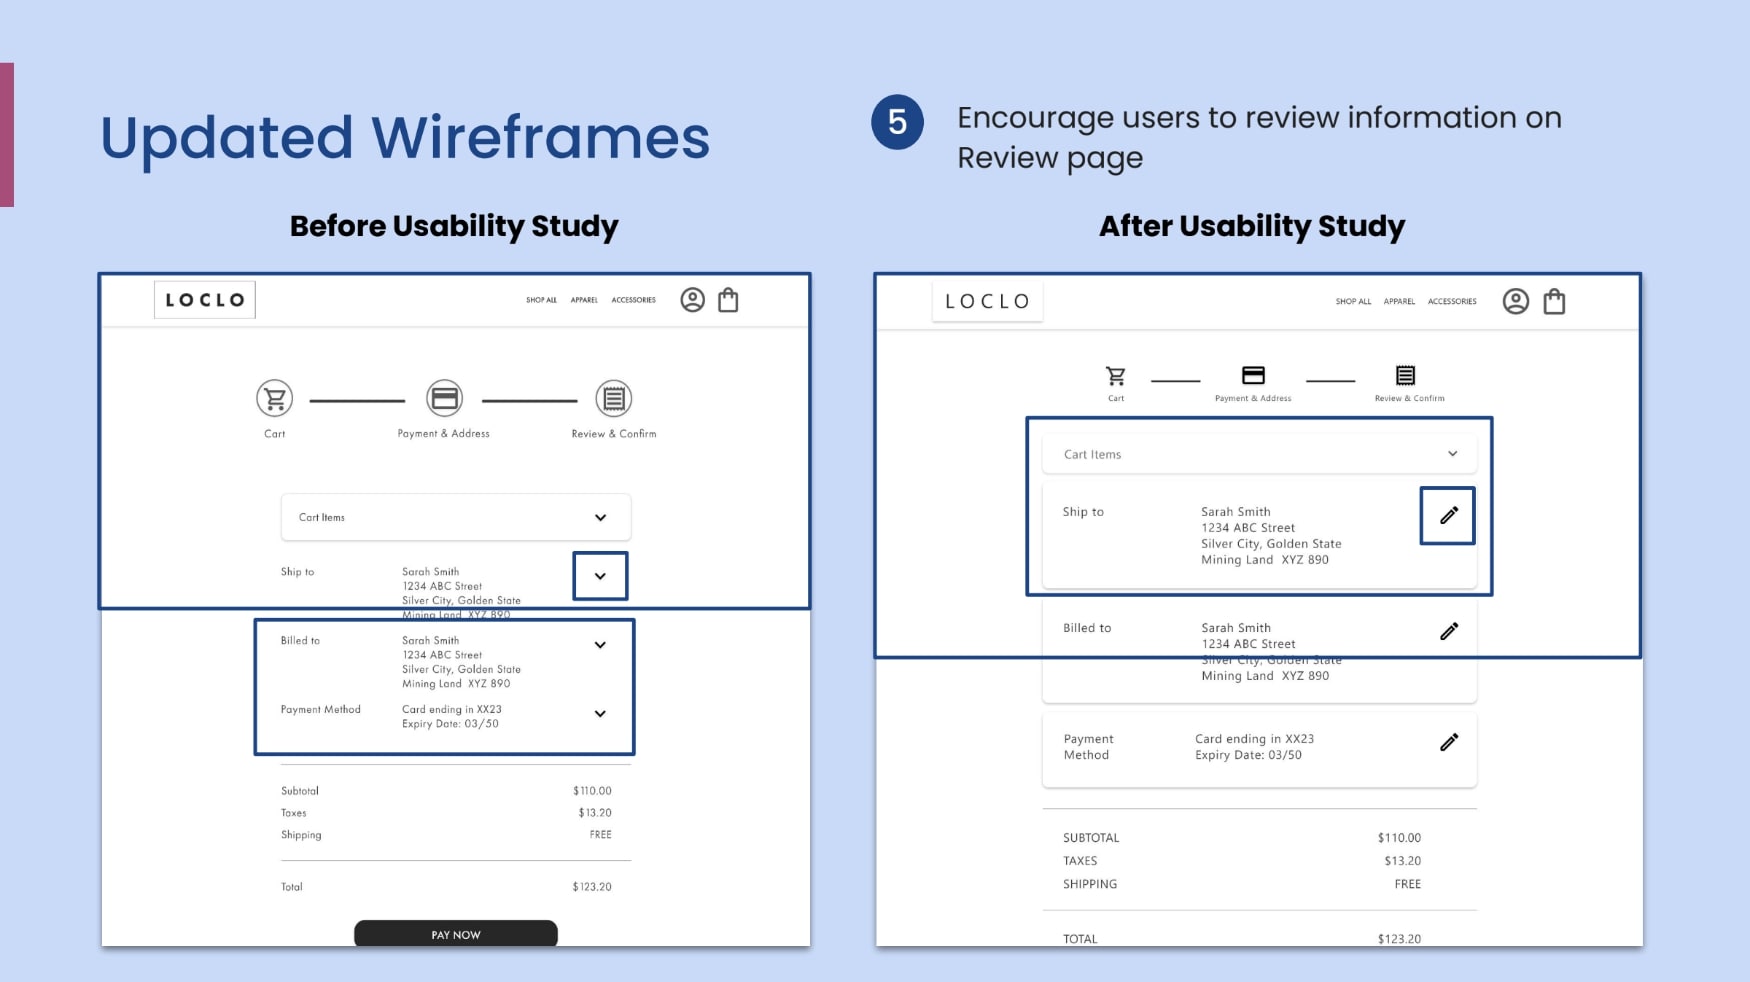 Updated Wireframes
5
Encourage users to review information on
Review page
Before Usability Study
LOCLO
SHOP ALL APPAREL ACCESSORIES
Cart
Payment & Address
Review & Confirm
Cart Items
Ship to
Sarah Smith
1234 ABC Street
Silver City, Golden State
Mining Land XYZ 890
Billed to
Sarah Smith
1234 ABC Street
Silver City, Golden State
Mining Land XYZ 890
Payment Method
Card ending in XX23
Expiry Date: 03/50
Subtotal $110.00
Taxes $13.20
Shipping FREE
Total $123.20
PAY NOW
After Usability Study
LOCLO
SHOP ALL APPAREL ACCESSORIES
Cart
Payment & Address
Review & Confirm
Cart Items
Ship to
Sarah Smith
1234 ABC Street
Silver City, Golden State
Mining Land XYZ 890
Billed to
Sarah Smith
1234 ABC Street
Silver City, Golden State
Mining Land XYZ 890
Payment
Method
Card ending in XX23
Expiry Date: 03/50
SUBTOTAL $110.00
TAXES $13.20
SHIPPING FREE
TOTAL $123.20